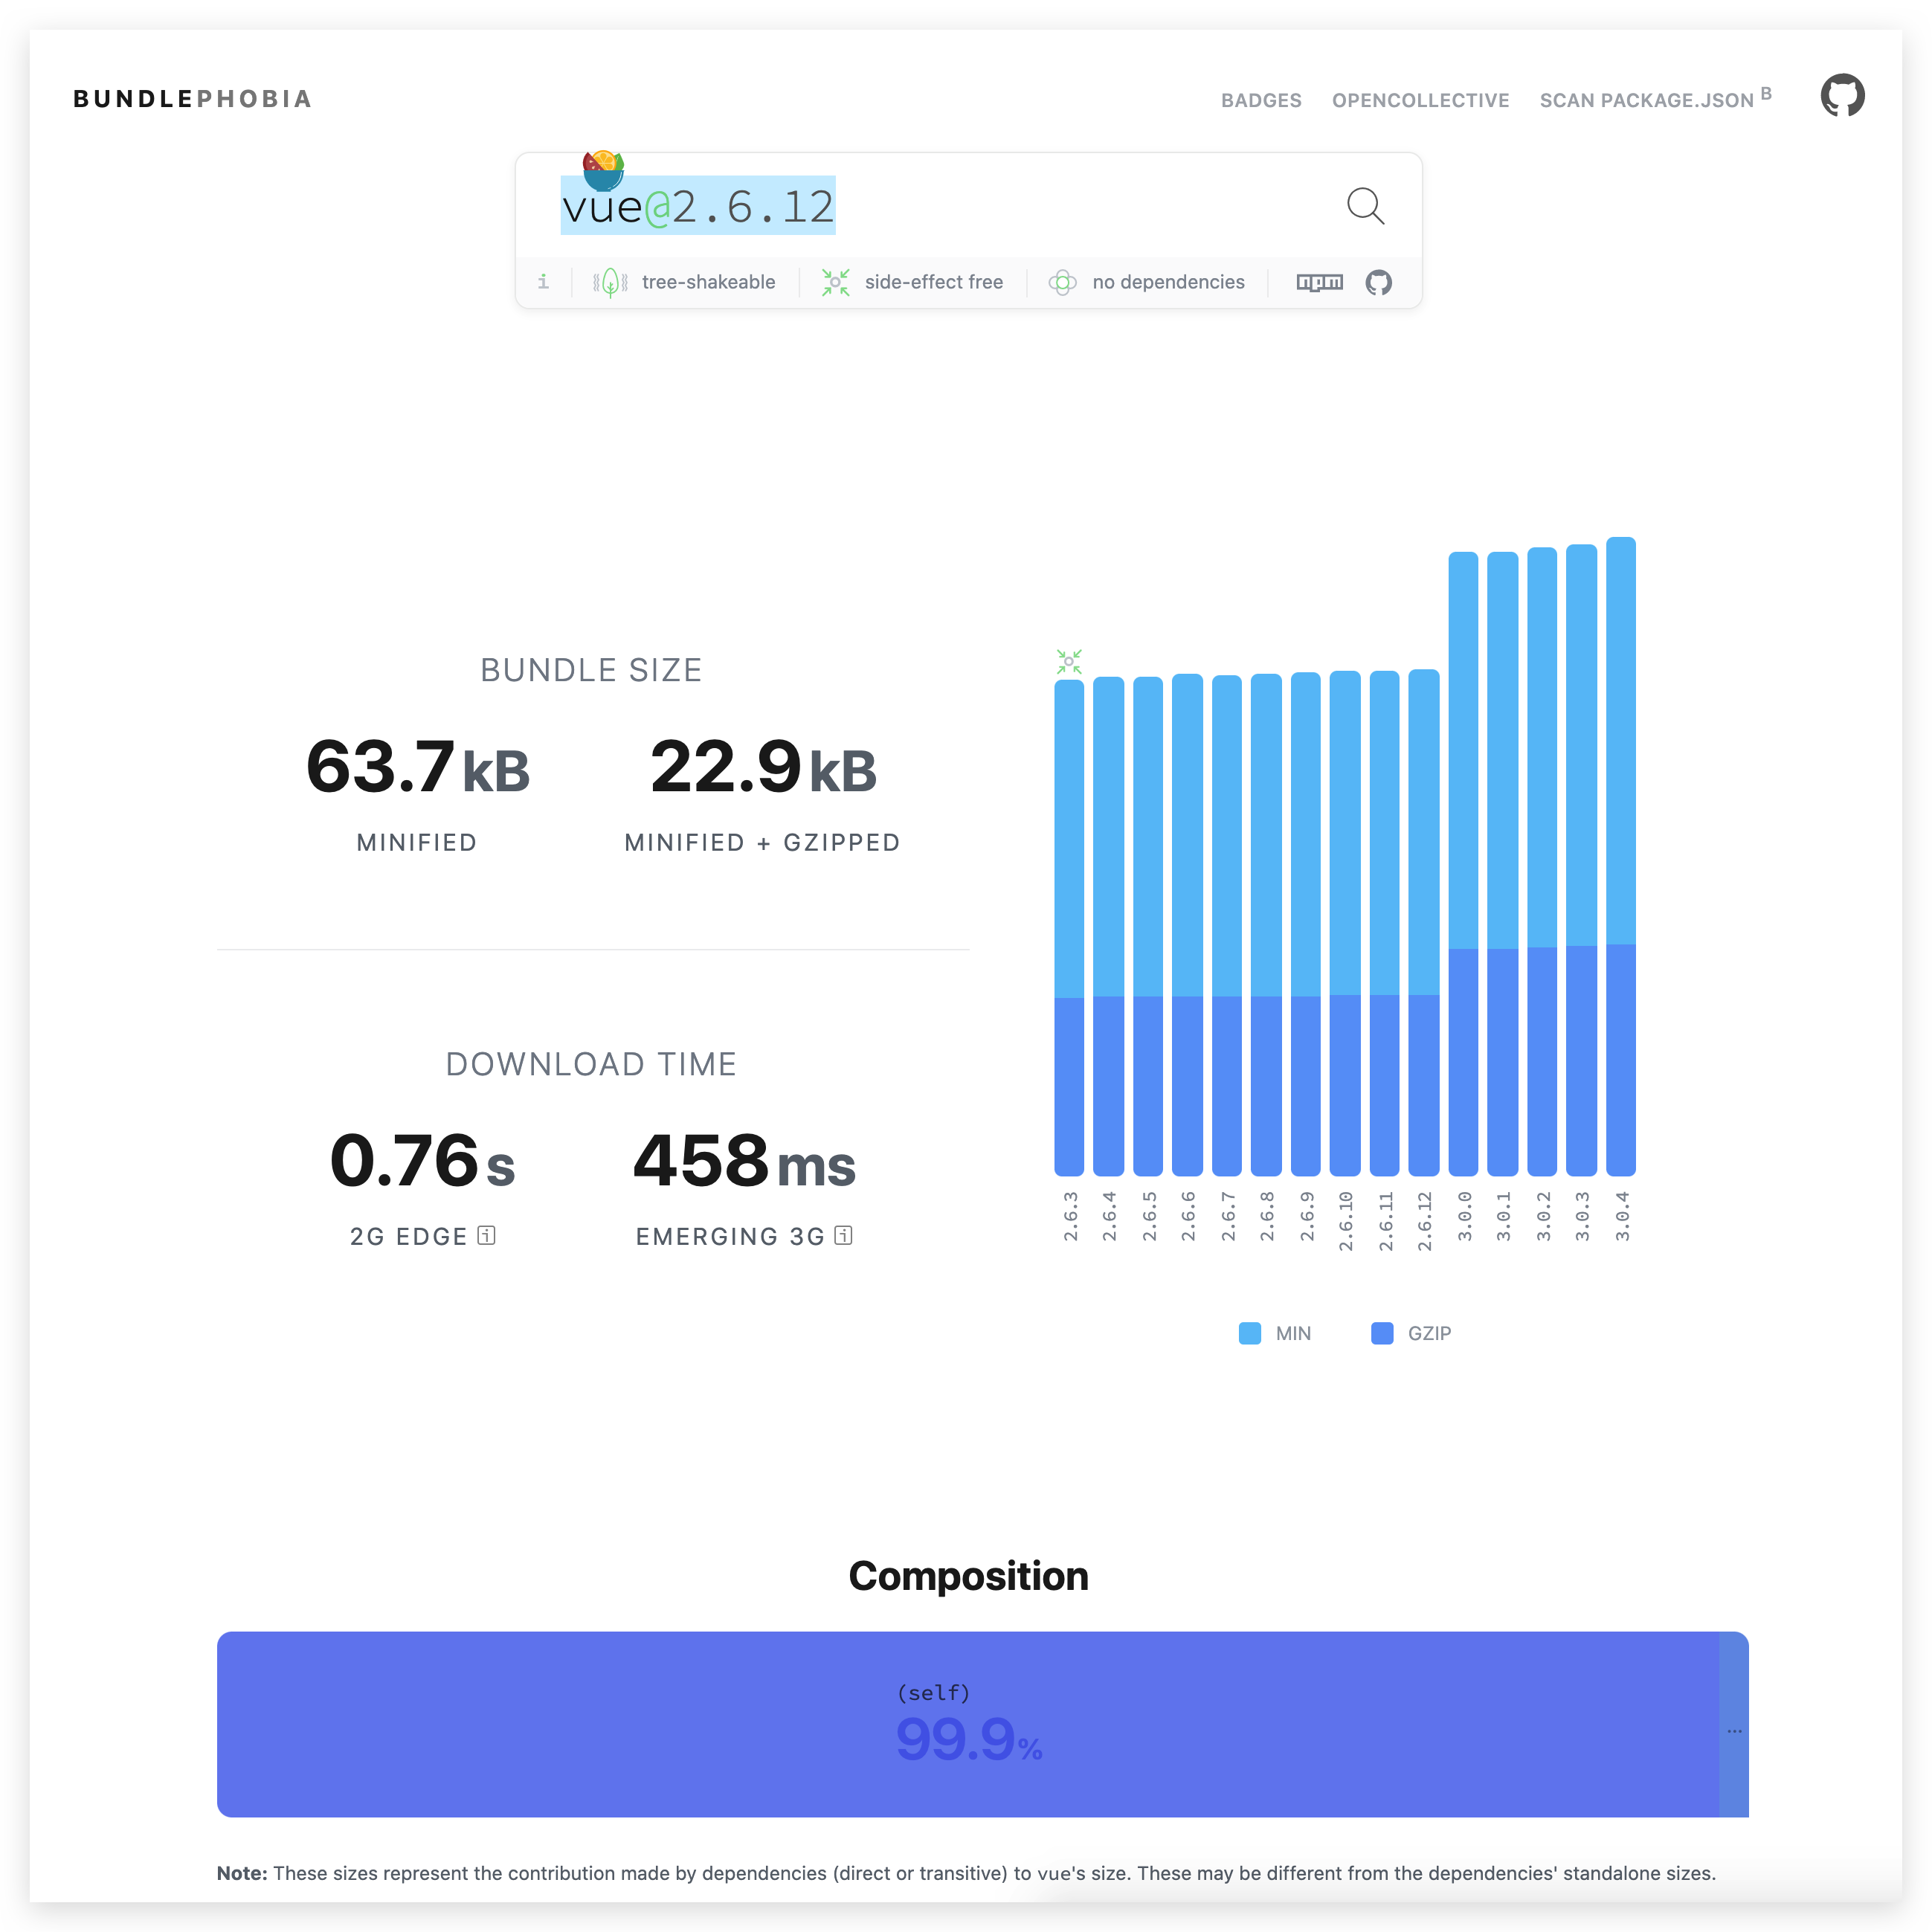 BUNDLEPHOBIA
BADGES OPENCOLLECTIVE SCAN PACKAGE.JSON B
vue@2.6.12
i tree-shakeable side-effect free no dependencies npm
BUNDLE SIZE
63.7 kB 22.9 kB
MINIFIED MINIFIED + GZIPPED
DOWNLOAD TIME
0.76 s 458 ms
2G EDGE i EMERGING 3G i
2.6.3 2.6.4 2.6.5 2.6.6 2.6.7 2.6.8 2.6.9 2.6.10 2.6.11 2.6.12 3.0.0 3.0.1 3.0.2 3.0.3 3.0.4
MIN GZIP
Composition
(self)
99.9%
...
Note: These sizes represent the contribution made by dependencies (direct or transitive) to vue's size. These may be different from the dependencies' standalone sizes.